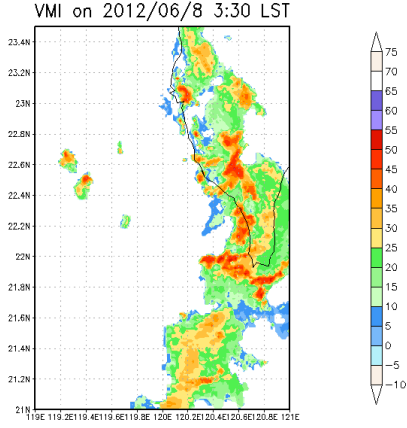 VMI on 2012/06/8 3:30 LST
23.4N
23.2N
23N
22.8N
22.6N
22.4N
22.2N
22N
21.8N
21.6N
21.4N
21.2N
21N
119E 119.2E 119.4E 119.6E 119.8E 120E 120.2E 120.4E 120.6E 120.8E 121E
75
70
65
60
55
50
45
40
35
30
25
20
15
10
5
0
−5
−10